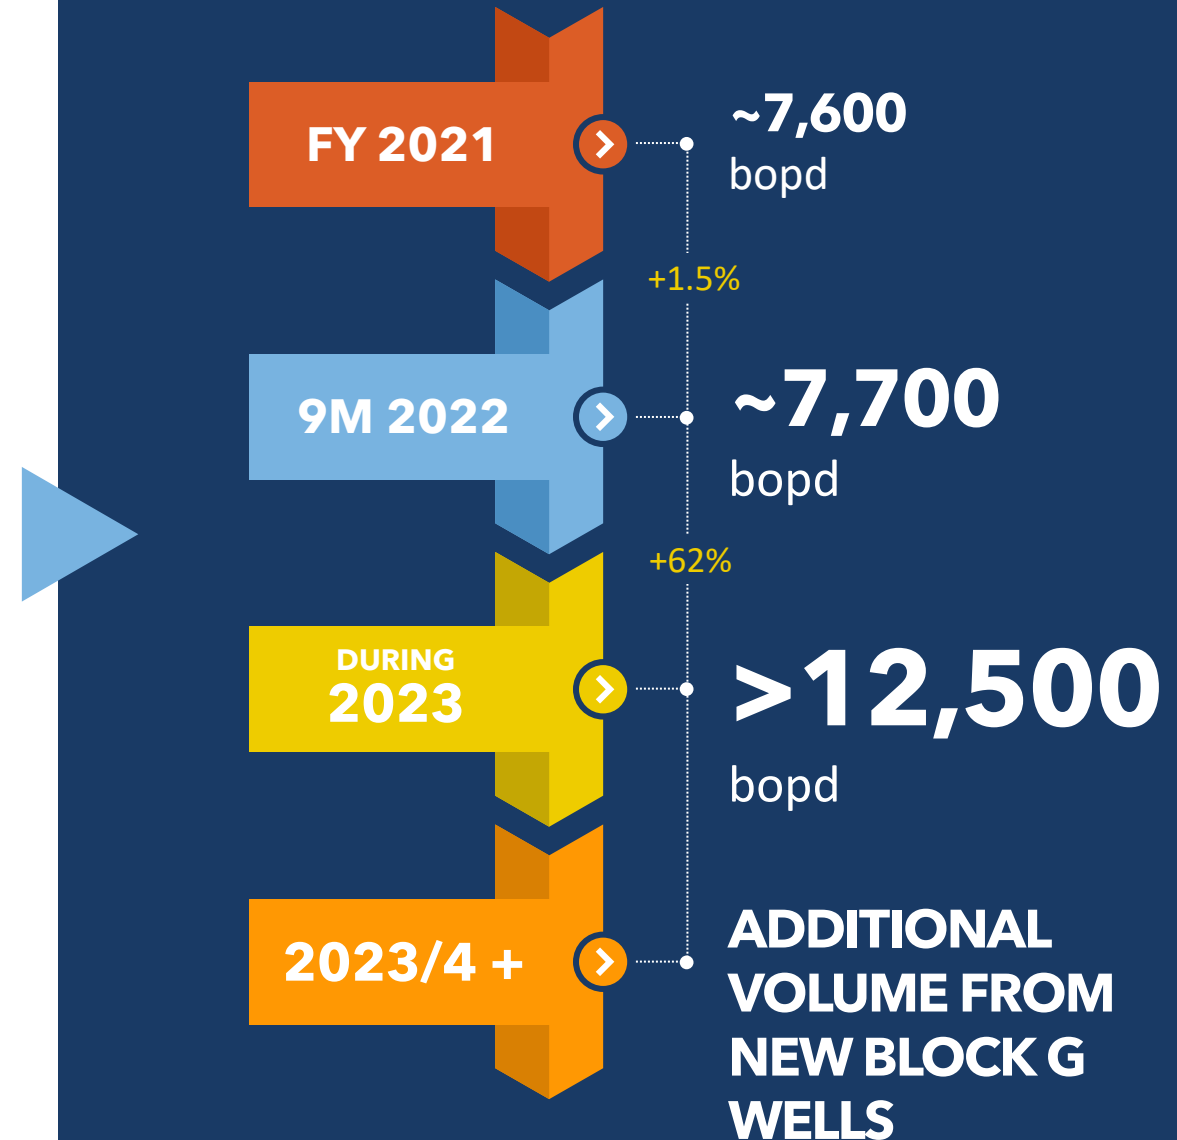 FY 2021
~7,600
bopd
+1.5%
9M 2022
~7,700
bopd
+62%
DURING
2023
>12,500
bopd
2023/4 +
ADDITIONAL
VOLUME FROM
NEW BLOCK G
WELLS